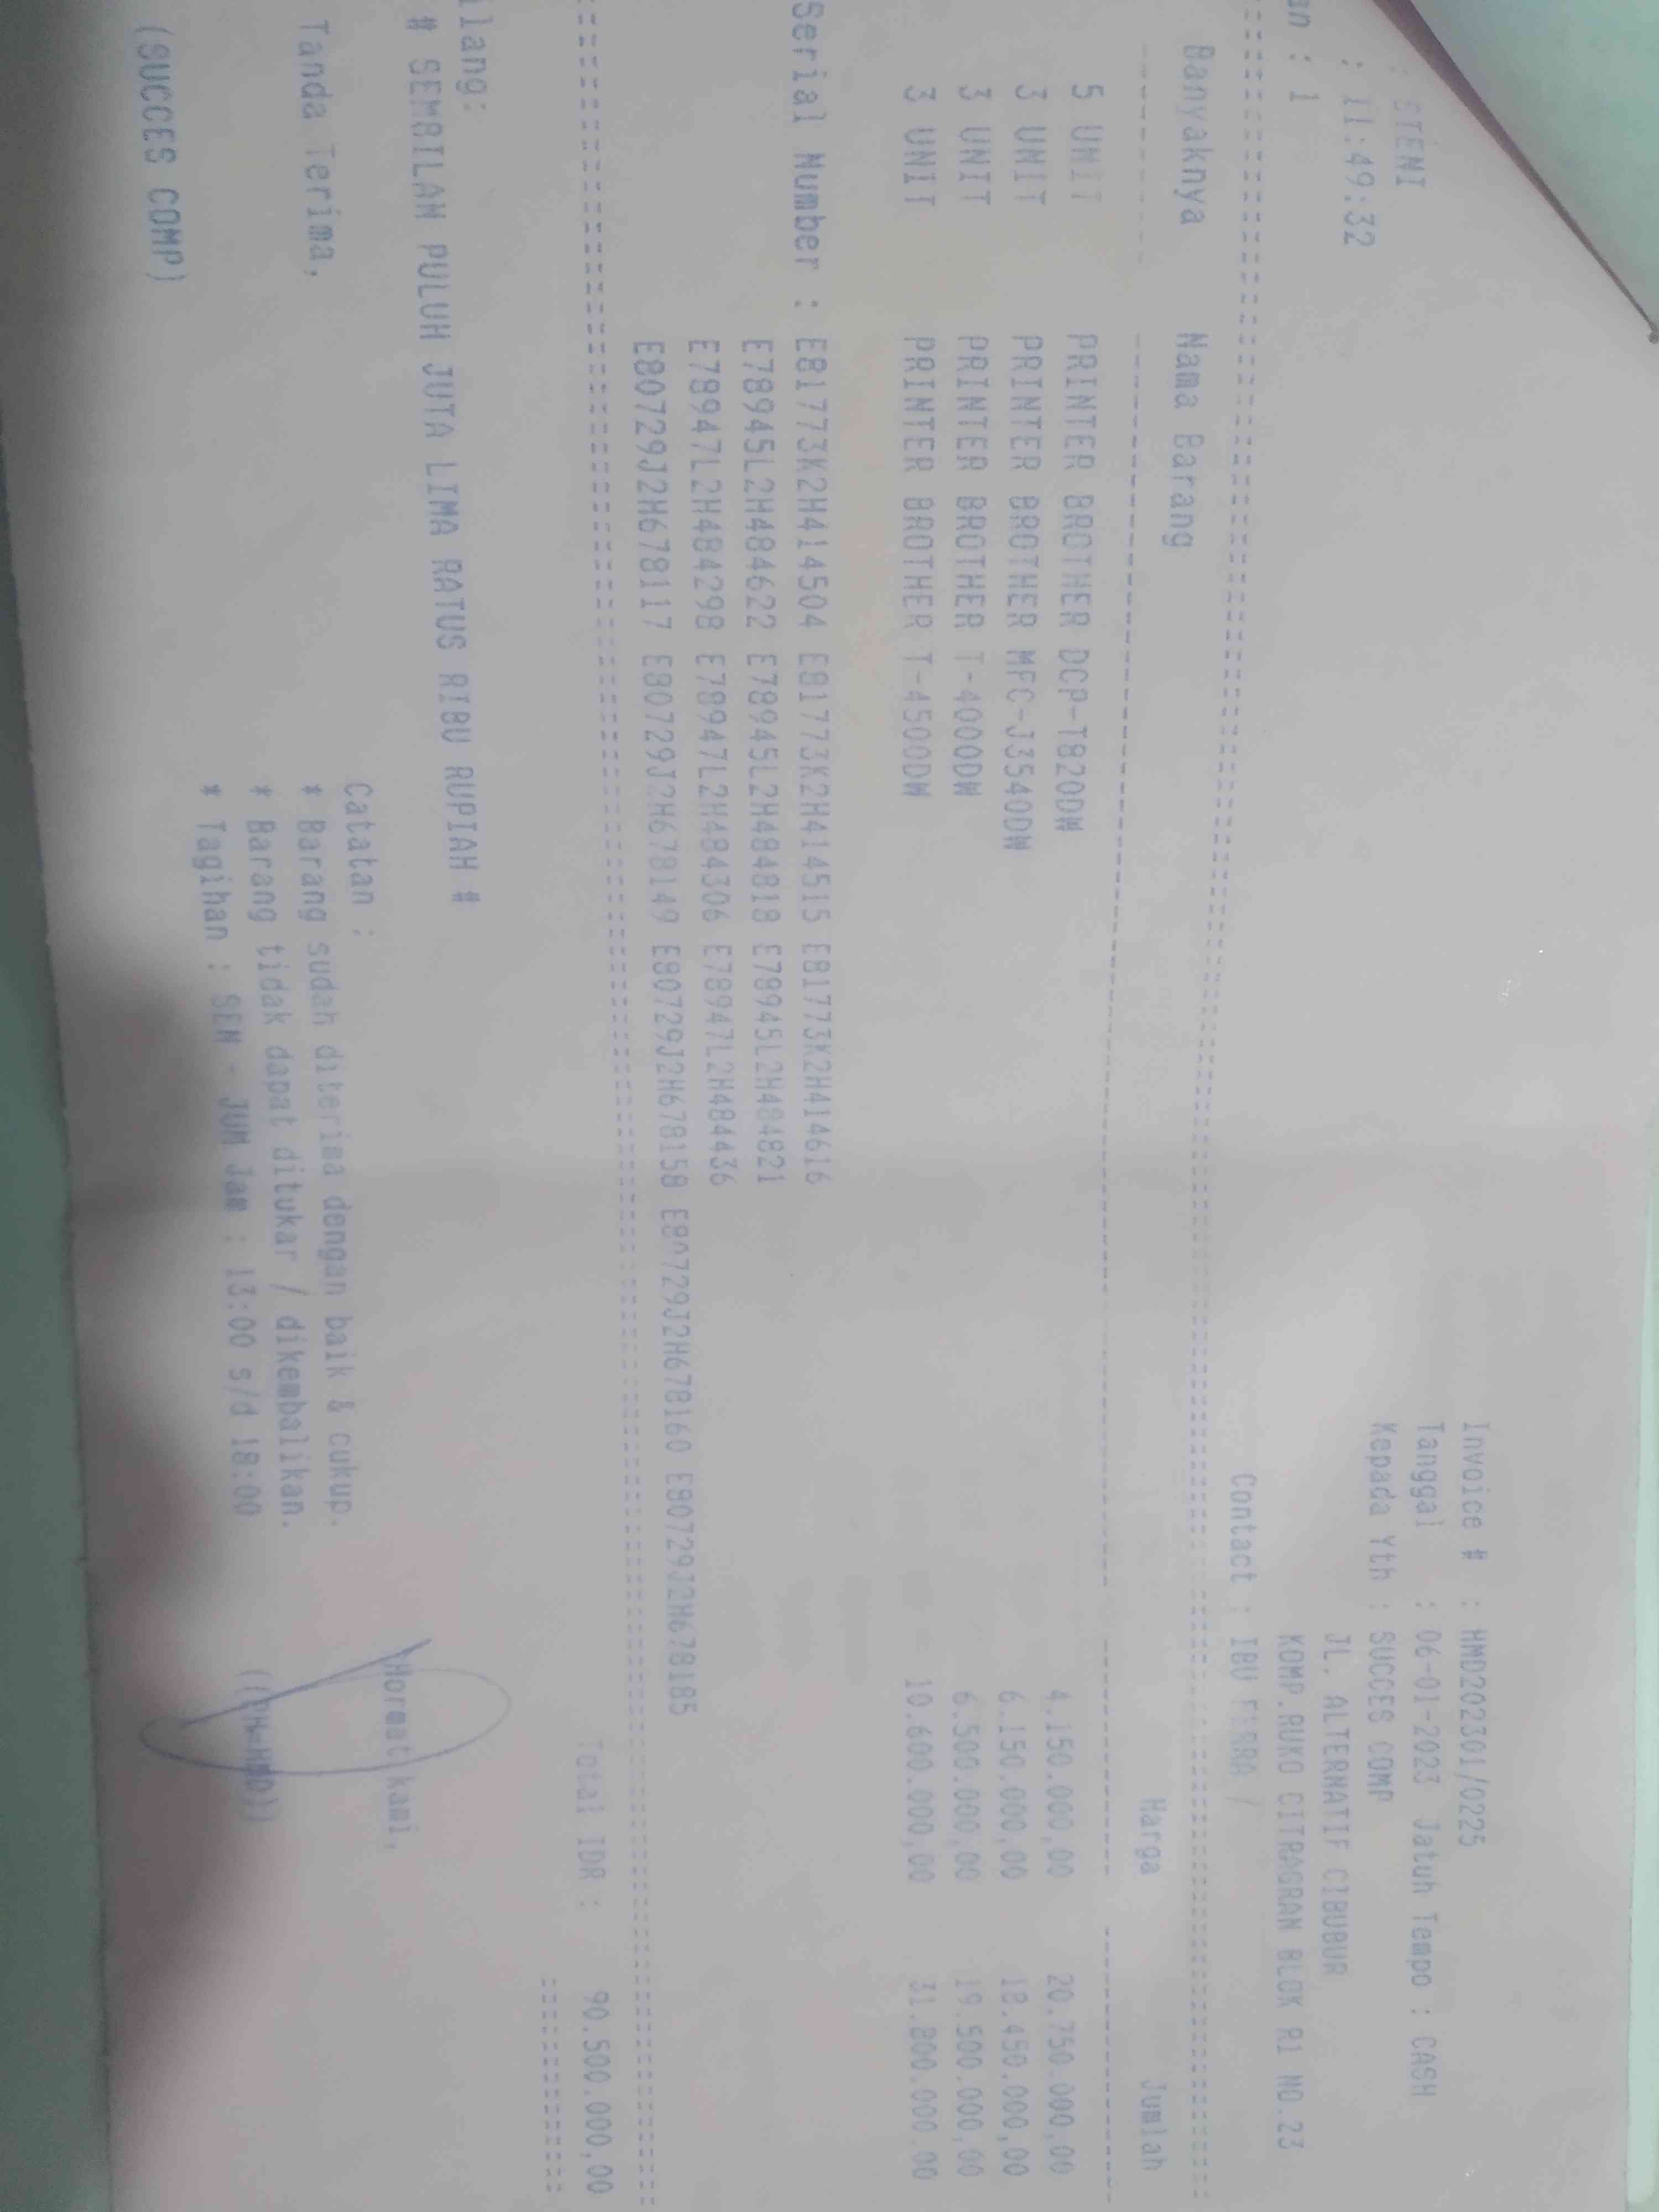 Invoice # : HMD202301/0225
: STENI Tanggal : 06-01-2023 Jatuh Tempo : CASH
: 11:49:32 Kepada Yth : SUCCES COMP
JL. ALTERNATIF CIBUBUR
an : 1 KOMP.RUKO CITRAGRAN BLOK R1 NO.23
Contact : IBU FIRRA /
Banyaknya Nama Barang Harga Jumlah
5 UNIT PRINTER BROTHER DCP-T820DW 4.150.000,00 20.750.000,00
3 UNIT PRINTER BROTHER MFC-J3540DW 6.150.000,00 18.450.000,00
3 UNIT PRINTER BROTHER T-4000DW 6.500.000,00 19.500.000,00
3 UNIT PRINTER BROTHER T-4500DW 10.600.000,00 31.800.000,00
Serial Number : E81773K2H414504 E81773K2H414515 E81773K2H414616
E78945L2H484622 E78945L2H484818 E78945L2H484821
E78947L2H484298 E78947L2H484306 E78947L2H484436
E80729J2H678117 E80729J2H678149 E80729J2H678158 E80729J2H678160 E80729J2H678185
Total IDR : 90.500.000,00
ilang:
# SEMBILAN PULUH JUTA LIMA RATUS RIBU RUPIAH #
Tanda Terima, Catatan : Hormat kami,
* Barang sudah diterima dengan baik & cukup.
* Barang tidak dapat ditukar / dikembalikan.
* Tagihan : SEN - JUM Jam : 13:00 s/d 18:00
(SUCCES COMP)